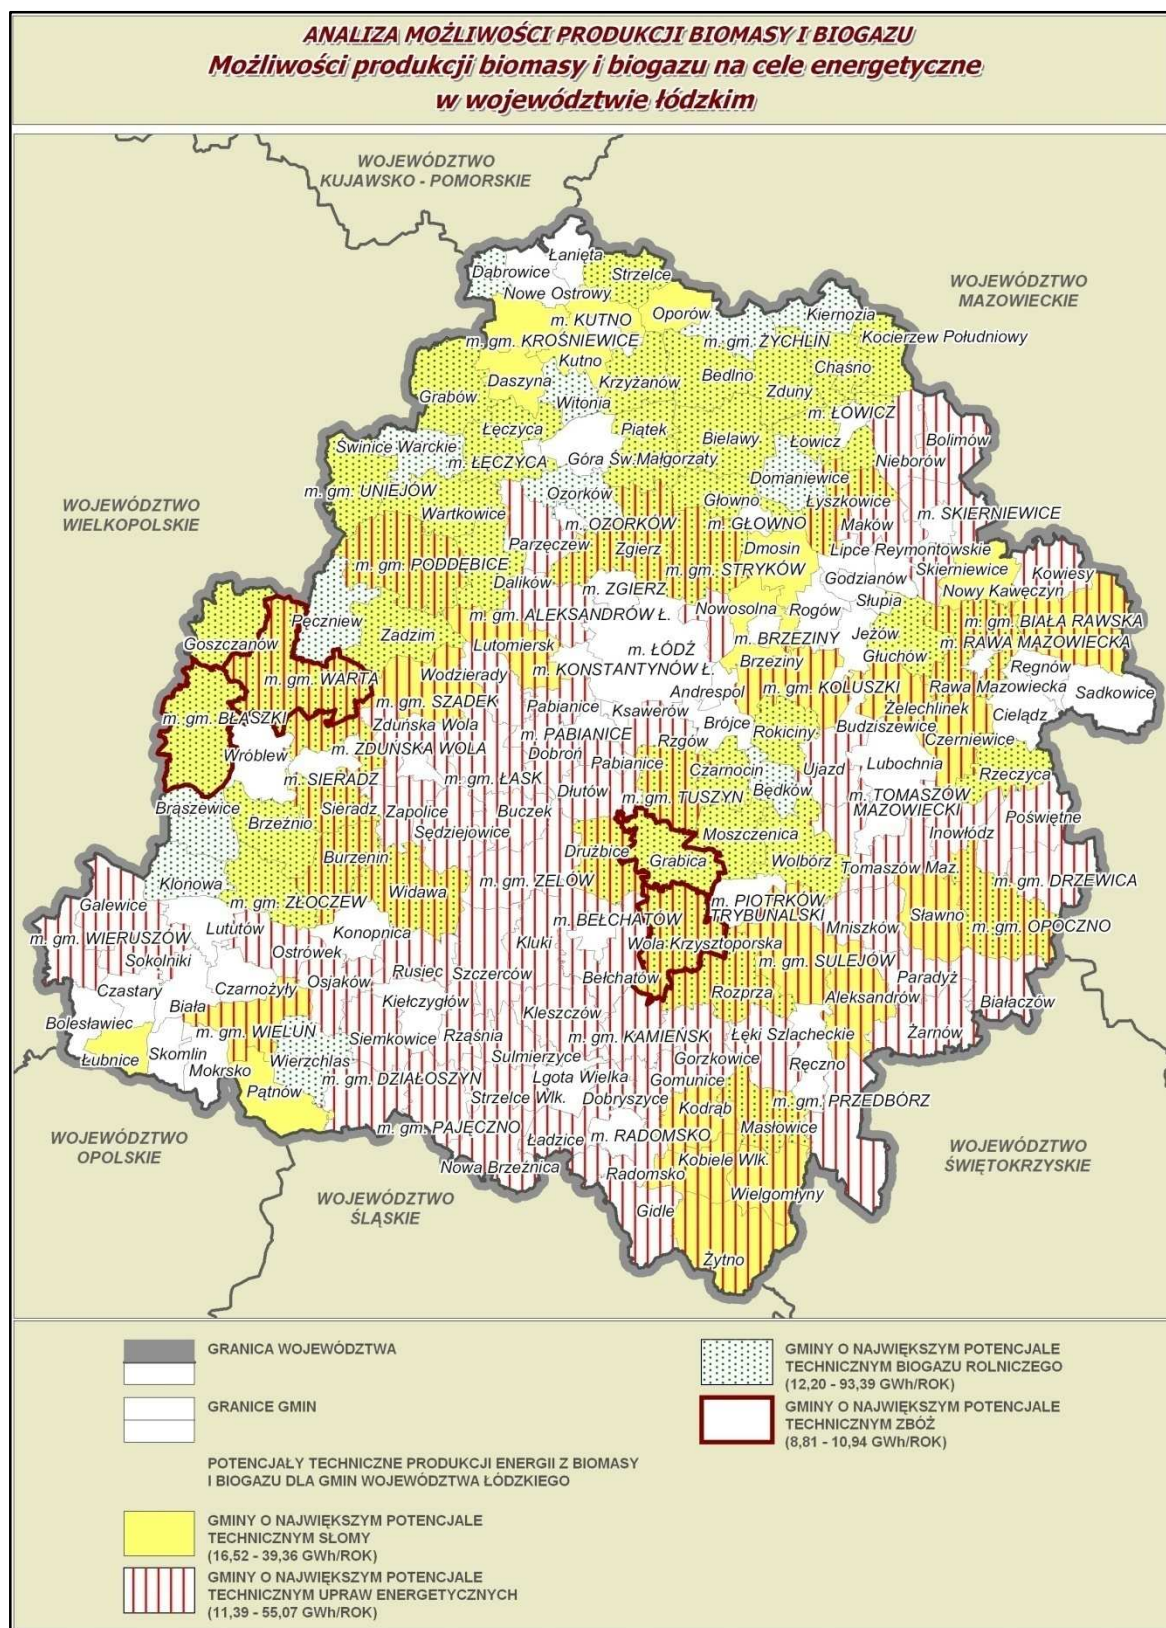 ANALIZA MOŻLIWOŚCI PRODUKCJI BIOMASY I BIOGAZU
Możliwości produkcji biomasy i biogazu na cele energetyczne
w województwie łódzkim
WOJEWÓDZTWO
KUJAWSKO - POMORSKIE
WOJEWÓDZTWO
MAZOWIECKIE
WOJEWÓDZTWO
WIELKOPOLSKIE
WOJEWÓDZTWO
OPOLSKIE
WOJEWÓDZTWO
ŚLĄSKIE
WOJEWÓDZTWO
ŚWIĘTOKRZYSKIE
Łanięta
Dąbrowice
Strzelce
Nowe Ostrowy
Oporów
Kiernozia
m. KUTNO
m. gm. KROŚNIEWICE
m. gm. ŻYCHLIN
Kocierzew Południowy
Kutno
Chąśno
Daszyna
Krzyżanów
Bedlno
Zduny
Grabów
Witonia
m. ŁOWICZ
Łęczyca
Piątek
Bielawy
Łowicz
Bolimów
Świnice Warckie
m. ŁĘCZYCA
Góra Św.Małgorzaty
Nieborów
Domaniewice
m. gm. UNIEJÓW
Ozorków
Głowno
Łyszkowice
Wartkowice
m. OZORKÓW
m. GŁOWNO
Maków
m. SKIERNIEWICE
Parzęczew
Zgierz
Dmosin
Lipce Reymontowskie
m. gm. PODDĘBICE
m. gm. STRYKÓW
Skierniewice
Kowiesy
Dalików
m. ZGIERZ
Godzianów
Nowy Kawęczyn
Słupia
Pęczniew
m. gm. ALEKSANDRÓW Ł.
Nowosolna
Rogów
m. gm. BIAŁA RAWSKA
Goszczanów
Zadzim
Lutomiersk
m. ŁÓDŹ
m. BRZEZINY
Jeżów
m. RAWA MAZOWIECKA
m. KONSTANTYNÓW Ł.
Brzeziny
Głuchów
Regnów
m. gm. WARTA
Wodzierady
Andrespol
m. gm. KOLUSZKI
Rawa Mazowiecka
Sadkowice
m. gm. SZADEK
Pabianice
Ksawerów
Żelechlinek
Cielądz
m. gm. BŁASZKI
Zduńska Wola
Brójce
Rokiciny
Budziszewice
Czerniewice
Wróblew
m. ZDUŃSKA WOLA
m. PABIANICE
Rzgów
Lubochnia
m. SIERADZ
Dobroń
Pabianice
Czarnocin
Ujazd
Rzeczyca
m. gm. ŁASK
Będków
Brąszewice
Sieradz
Zapolice
Buczek
Dłutów
m. gm. TUSZYN
m. TOMASZÓW
MAZOWIECKI
Brzeźnio
Sędziejowice
Moszczenica
Inowłódz
Poświętne
Drużbice
Grabica
Wolbórz
Burzenin
Tomaszów Maz.
Klonowa
Widawa
m. gm. ZELÓW
m. gm. DRZEWICA
Galewice
m. gm. ZŁOCZEW
m. PIOTRKÓW
TRYBUNALSKI
Sławno
m. BEŁCHATÓW
Mniszków
m. gm. OPOCZNO
Lututów
Konopnica
m. gm. WIERUSZÓW
Kluki
Wola Krzysztoporska
Sokolniki
Ostrówek
m. gm. SULEJÓW
Rusiec
Szczerców
Bełchatów
Paradyż
Czastary
Czarnożyły
Osjaków
Rozprza
Aleksandrów
Białaczów
Biała
Kiełczygłów
Kleszczów
Bolesławiec
m. gm. WIELUŃ
Siemkowice
Rząśnia
m. gm. KAMIEŃSK
Łęki Szlacheckie
Żarnów
Łubnice
Skomlin
Wierzchlas
Sulmierzyce
Gorzkowice
Mokrsko
m. gm. DZIAŁOSZYN
Lgota Wielka
Gomunice
Ręczno
Pątnów
Strzelce Wlk.
Dobryszyce
Kodrąb
m. gm. PRZEDBÓRZ
m. gm. PAJĘCZNO
m. RADOMSKO
Masłowice
Ładzice
Nowa Brzeźnica
Radomsko
Kobiele Wlk.
Wielgomłyny
Gidle
Żytno
GRANICA WOJEWÓDZTWA
GRANICE GMIN
POTENCJAŁY TECHNICZNE PRODUKCJI ENERGII Z BIOMASY
I BIOGAZU DLA GMIN WOJEWÓDZTWA ŁÓDZKIEGO
GMINY O NAJWIĘKSZYM POTENCJALE
TECHNICZNYM SŁOMY
(16,52 - 39,36 GWh/ROK)
GMINY O NAJWIĘKSZYM POTENCJALE
TECHNICZNYM UPRAW ENERGETYCZNYCH
(11,39 - 55,07 GWh/ROK)
GMINY O NAJWIĘKSZYM POTENCJALE
TECHNICZNYM BIOGAZU ROLNICZEGO
(12,20 - 93,39 GWh/ROK)
GMINY O NAJWIĘKSZYM POTENCJALE
TECHNICZNYM ZBÓŻ
(8,81 - 10,94 GWh/ROK)